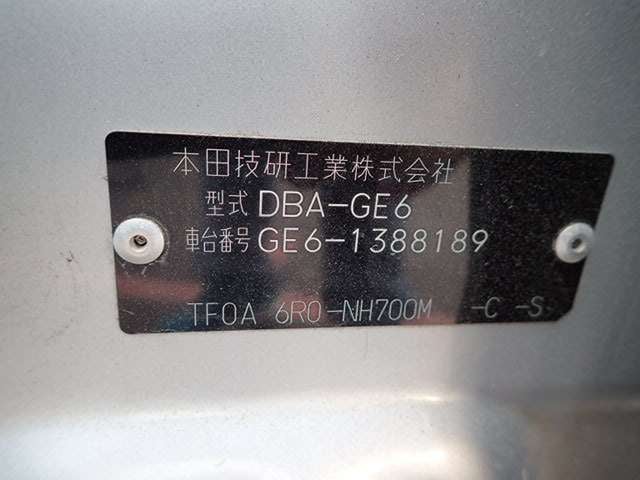 本田技研工業株式会社
型式 DBA-GE6
車台番号 GE6-1388189
TF0A 6R0-NH700M -C -S